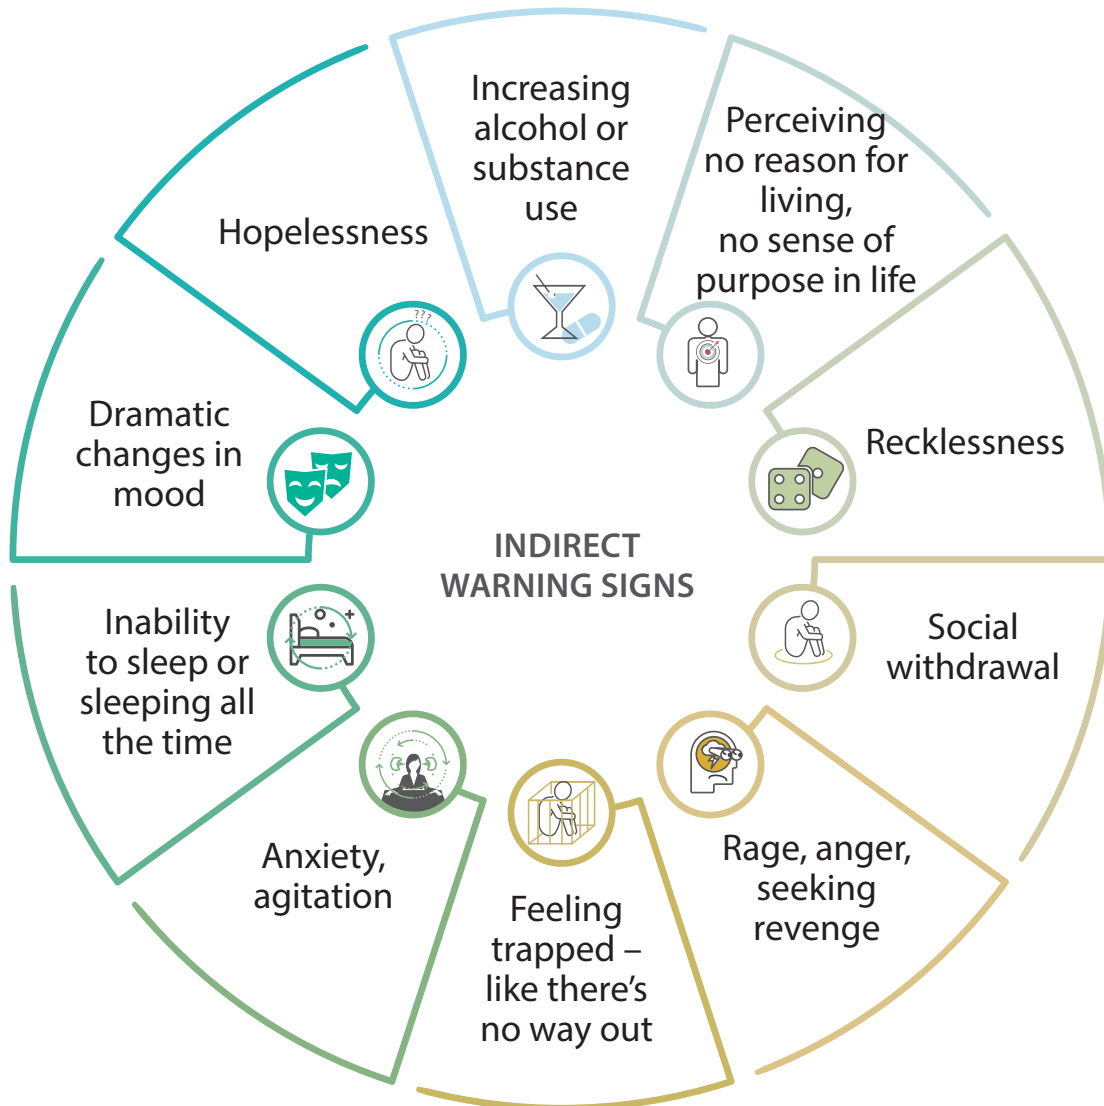 Increasing
alcohol or
substance
use
Perceiving
no reason for
living,
no sense of
purpose in life
Recklessness
Social
withdrawal
Rage, anger,
seeking
revenge
Feeling
trapped –
like there’s
no way out
Anxiety,
agitation
Inability
to sleep or
sleeping all
the time
Dramatic
changes in
mood
Hopelessness
???
INDIRECT
WARNING SIGNS